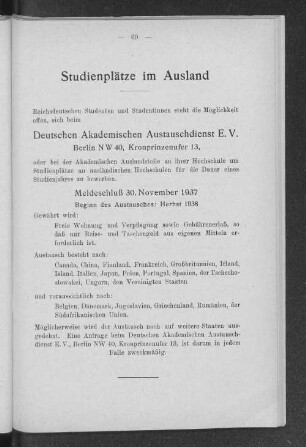 — 69 —
Studienplätze im Ausland
Reichsdeutschen Studenten und Studentinnen steht die Möglichkeit
offen, sich beim
Deutschen Akademischen Austauschdienst E. V.
Berlin NW 40, Kronprinzenufer 13,
oder bei der Akademischen Auslandsstelle an ihrer Hochschule um
Studienplätze an ausländischen Hochschulen für die Dauer eines
Studienjahres zu bewerben.
Meldeschluß 30. November 1937
Beginn des Austausches: Herbst 1938
Gewährt wird:
Freie Wohnung und Verpflegung sowie Gebührenerlaß, so
daß nur Reise- und Taschengeld aus eigenen Mitteln er-
forderlich ist.
Austausch besteht nach:
Canada, China, Finnland, Frankreich, Großbritannien, Irland,
Island, Italien, Japan, Polen, Portugal, Spanien, der Tschecho-
slowakei, Ungarn, den Vereinigten Staaten
und voraussichtlich nach:
Belgien, Dänemark, Jugoslavien, Griechenland, Rumänien, der
Südafrikanischen Union.
Möglicherweise wird der Austausch noch auf weitere Staaten aus-
gedehnt. Eine Anfrage beim Deutschen Akademischen Austausch-
dienst E. V., Berlin NW 40, Kronprinzenufer 13, ist darum in jedem
Falle zweckmäßig.